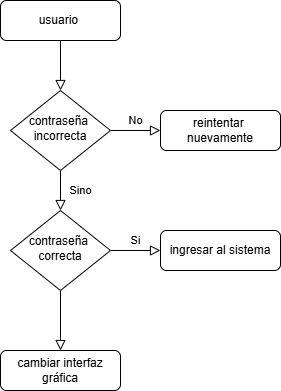 usuario
contraseña
incorrecta
No
reintentar
nuevamente
Sino
contraseña
correcta
Si
ingresar al sistema
cambiar interfaz
gráfica